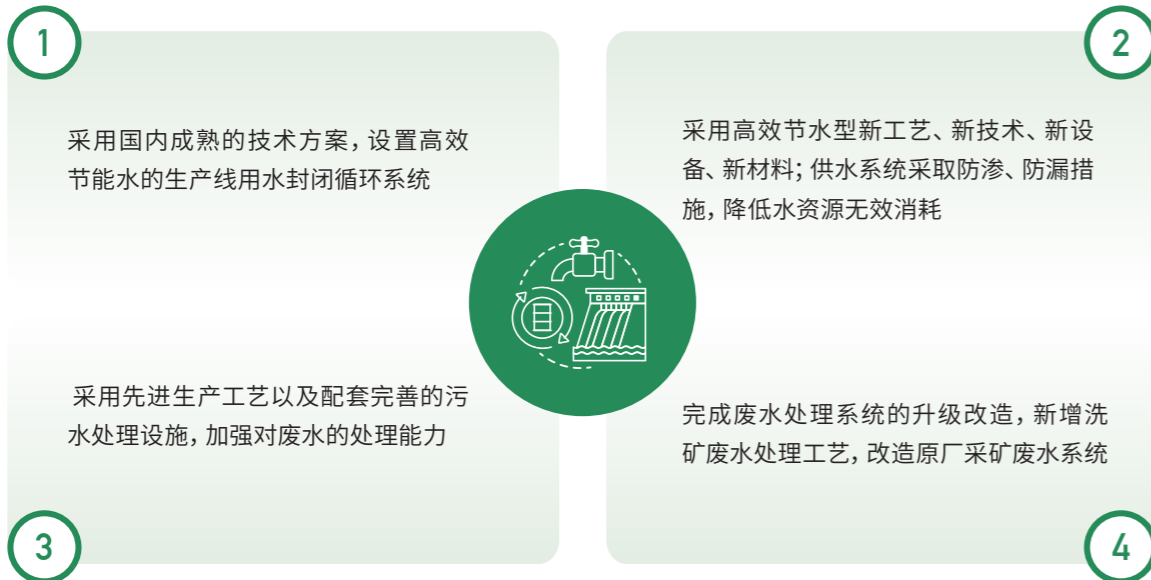 1
采用国内成熟的技术方案，设置高效
节能水的生产线用水封闭循环系统
2
采用高效节水型新工艺、新技术、新设
备、新材料；供水系统采取防渗、防漏措
施，降低水资源无效消耗
采用先进生产工艺以及配套完善的污
水处理设施，加强对废水的处理能力
3
完成废水处理系统的升级改造，新增洗
矿废水处理工艺，改造原厂采矿废水系统
4